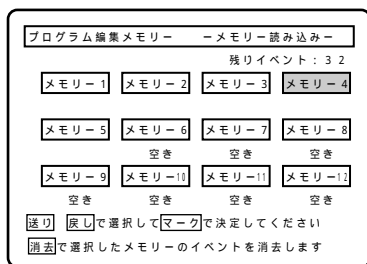 プログラム編集メモリー　－メモリー読み込み－
残りイベント：３２
メモリー1　メモリー2　メモリー3　メモリー4
メモリー5　メモリー6　メモリー7　メモリー8
空き　空き　空き
メモリー9　メモリー10　メモリー11　メモリー12
空き　空き　空き　空き
送り　戻しで選択してマークで決定してください
消去で選択したメモリーのイベントを消去します